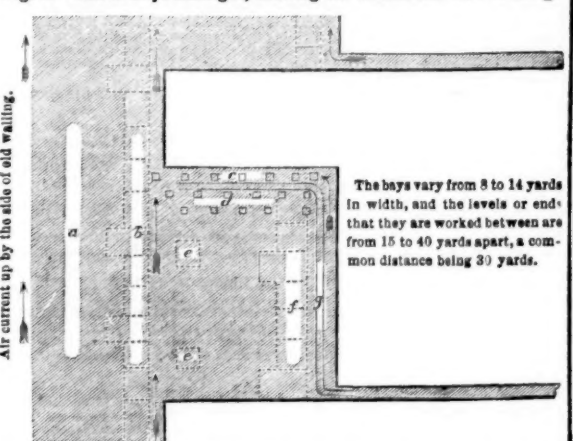 Air current up by the side of old walling.
a
b
c
d
e
e
f
g
The bays vary from 8 to 14 yards
in width, and the levels or ends
that they are worked between are
from 15 to 40 yards apart, a com-
mon distance being 30 yards.